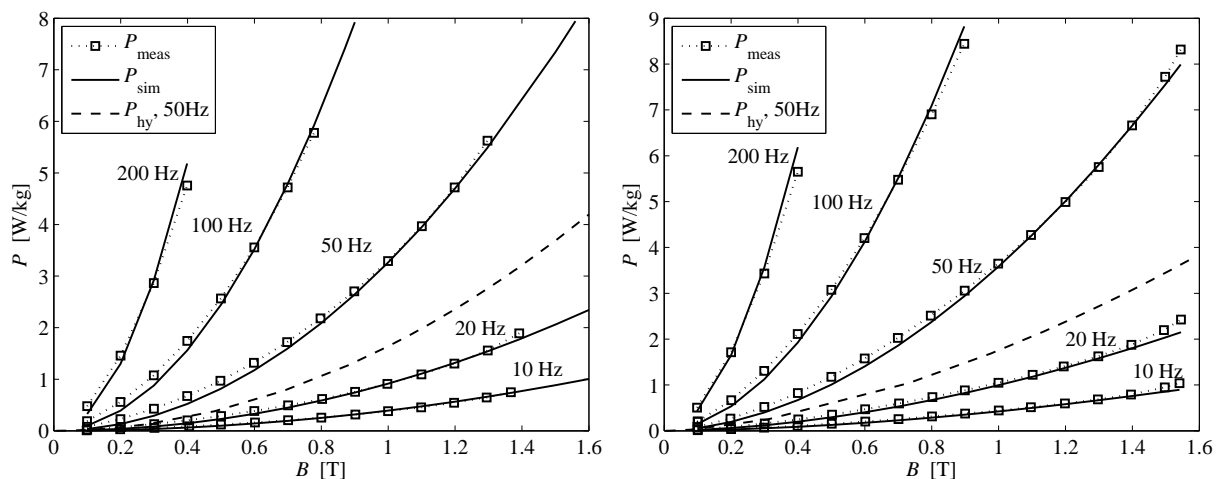 8
7
6
5
4
3
2
1
0
P [W/kg]
P_meas
P_sim
P_hy, 50Hz
200 Hz
100 Hz
50 Hz
20 Hz
10 Hz
0 0.2 0.4 0.6 0.8 1.0 1.2 1.4 1.6
B [T]
9
8
7
6
5
4
3
2
1
0
P [W/kg]
P_meas
P_sim
P_hy, 50Hz
200 Hz
100 Hz
50 Hz
20 Hz
10 Hz
0 0.2 0.4 0.6 0.8 1.0 1.2 1.4 1.6
B [T]